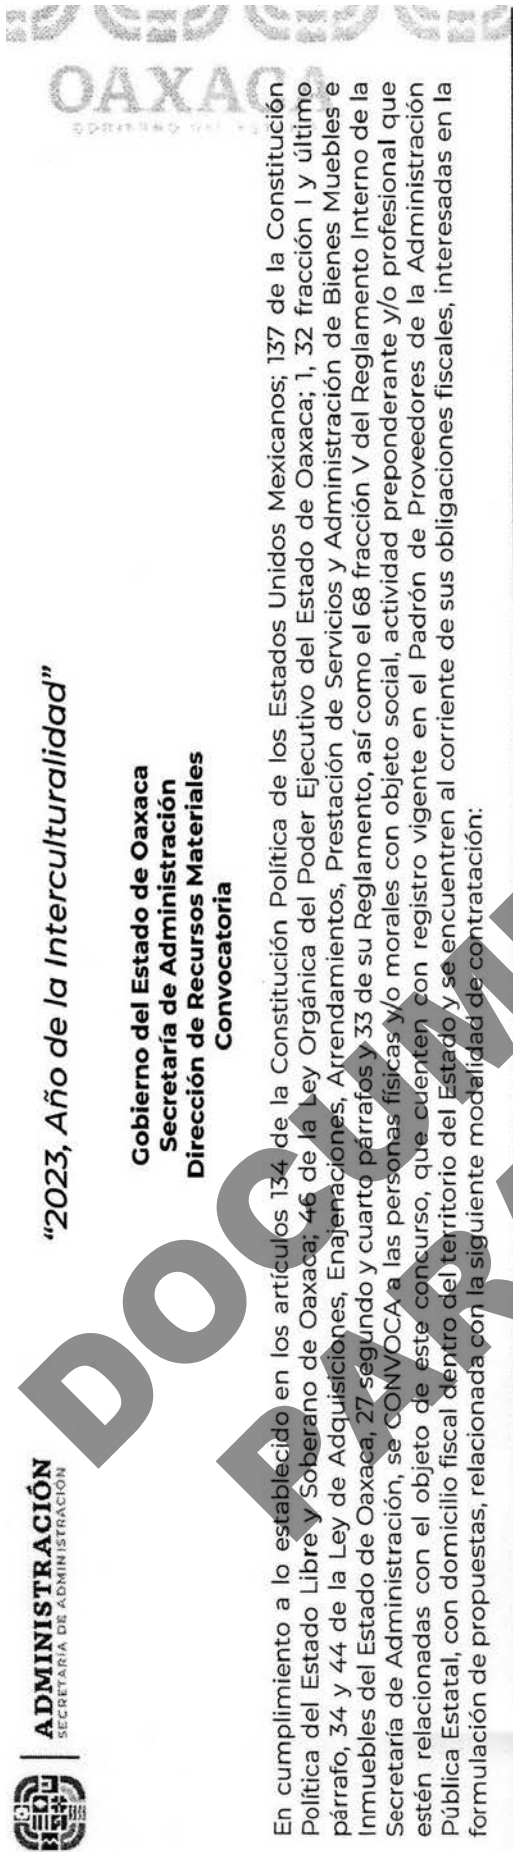 ADMINISTRACIÓN
SECRETARÍA DE ADMINISTRACIÓN
"2023, Año de la Interculturalidad"
OAXACA
GOBIERNO DEL ESTADO
Gobierno del Estado de Oaxaca
Secretaría de Administración
Dirección de Recursos Materiales
Convocatoria
En cumplimiento a lo establecido en los artículos 134 de la Constitución Política de los Estados Unidos Mexicanos; 137 de la Constitución
Política del Estado Libre y Soberano de Oaxaca; 46 de la Ley Orgánica del Poder Ejecutivo del Estado de Oaxaca; 1, 32 fracción I y último
párrafo, 34 y 44 de la Ley de Adquisiciones, Enajenaciones, Arrendamientos, Prestación de Servicios y Administración de Bienes Muebles e
Inmuebles del Estado de Oaxaca, 27 segundo y cuarto párrafos y 33 de su Reglamento, así como el 68 fracción V del Reglamento Interno de la
Secretaría de Administración, se CONVOCA a las personas físicas y/o morales con objeto social, actividad preponderante y/o profesional que
estén relacionadas con el objeto de este concurso, que cuenten con registro vigente en el Padrón de Proveedores de la Administración
Pública Estatal, con domicilio fiscal dentro del territorio del Estado y se encuentren al corriente de sus obligaciones fiscales, interesadas en la
formulación de propuestas, relacionada con la siguiente modalidad de contratación:
DOCUM
PAR